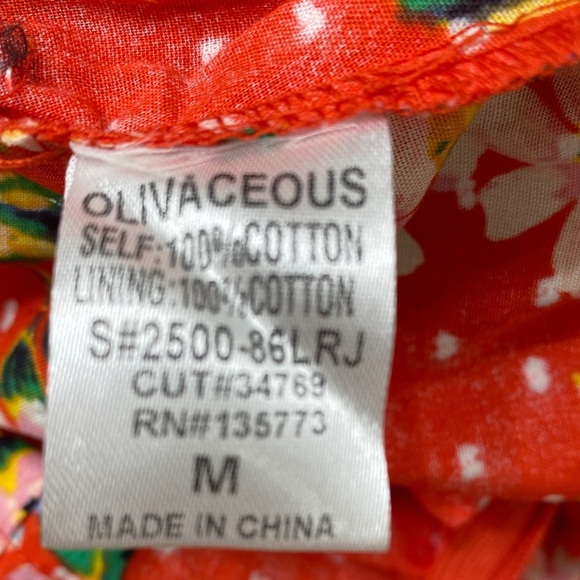 OLIVACEOUS
SELF:100%COTTON
LINING:100%COTTON
S#2500-86LRJ
CUT#34769
RN#135773
M
MADE IN CHINA